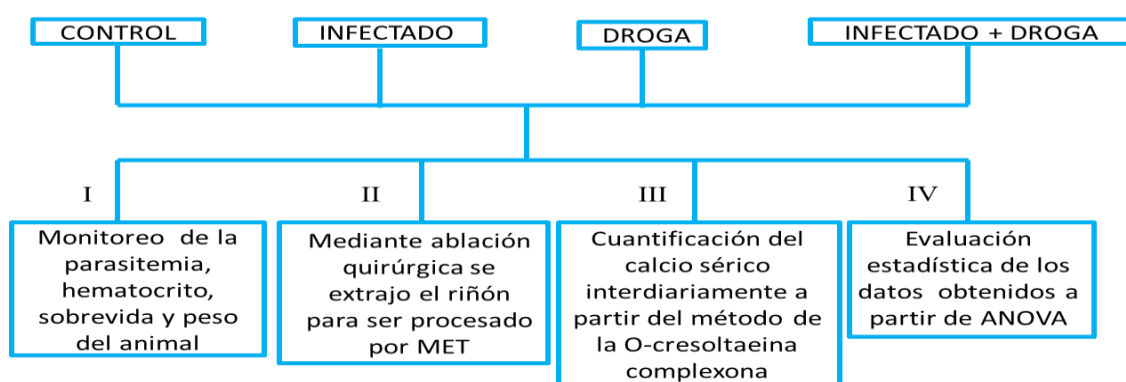 CONTROL
INFECTADO
DROGA
INFECTADO + DROGA
I
Monitoreo de la
parasitemia,
hematocrito,
sobrevida y peso
del animal
II
Mediante ablación
quirúrgica se
extrajo el riñón
para ser procesado
por MET
III
Cuantificación del
calcio sérico
interdiariamente a
partir del método de
la O-cresoltaeina
complexona
IV
Evaluación
estadística de los
datos obtenidos a
partir de ANOVA